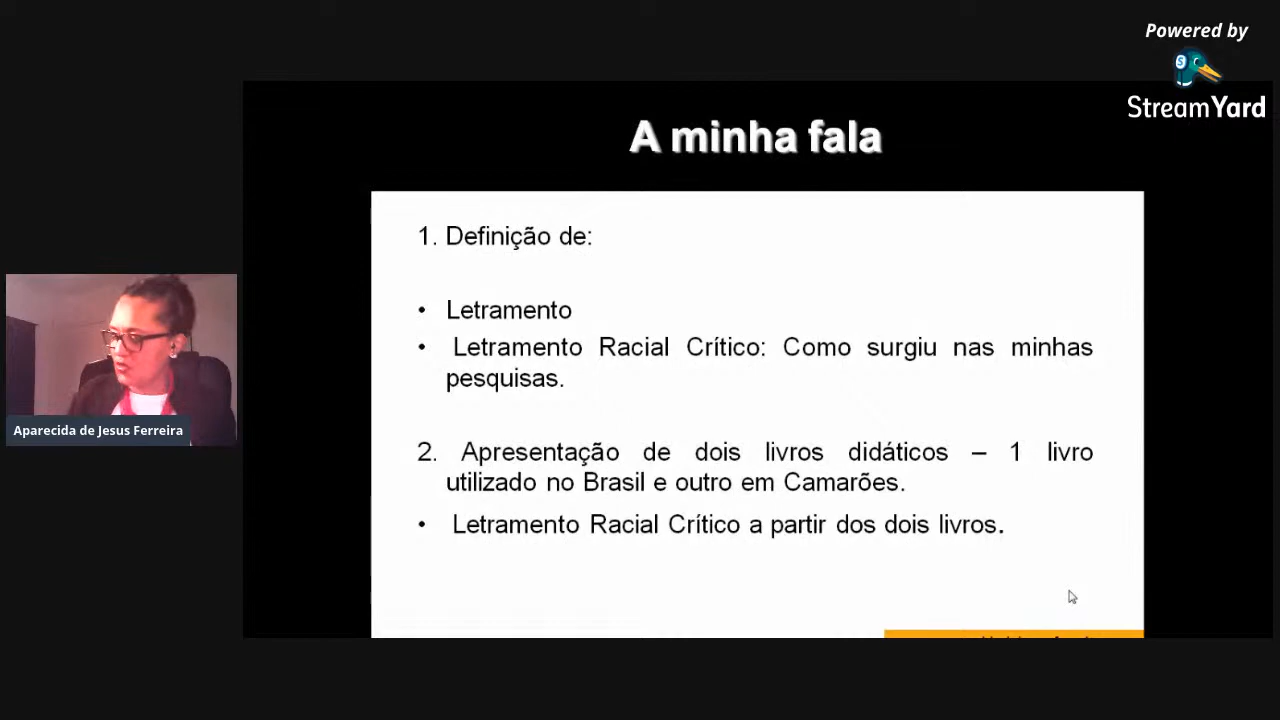 Powered by
StreamYard
A minha fala
1. Definição de:
• Letramento
• Letramento Racial Crítico: Como surgiu nas minhas
pesquisas.
2. Apresentação de dois livros didáticos – 1 livro
utilizado no Brasil e outro em Camarões.
• Letramento Racial Crítico a partir dos dois livros.
Aparecida de Jesus Ferreira